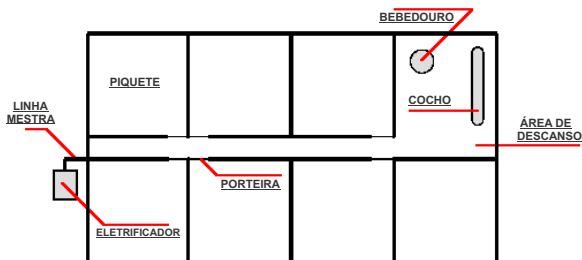 BEBEDOURO
PIQUETE
COCHO
LINHA
MESTRA
ÁREA DE
DESCANSO
PORTEIRA
ELETRIFICADOR